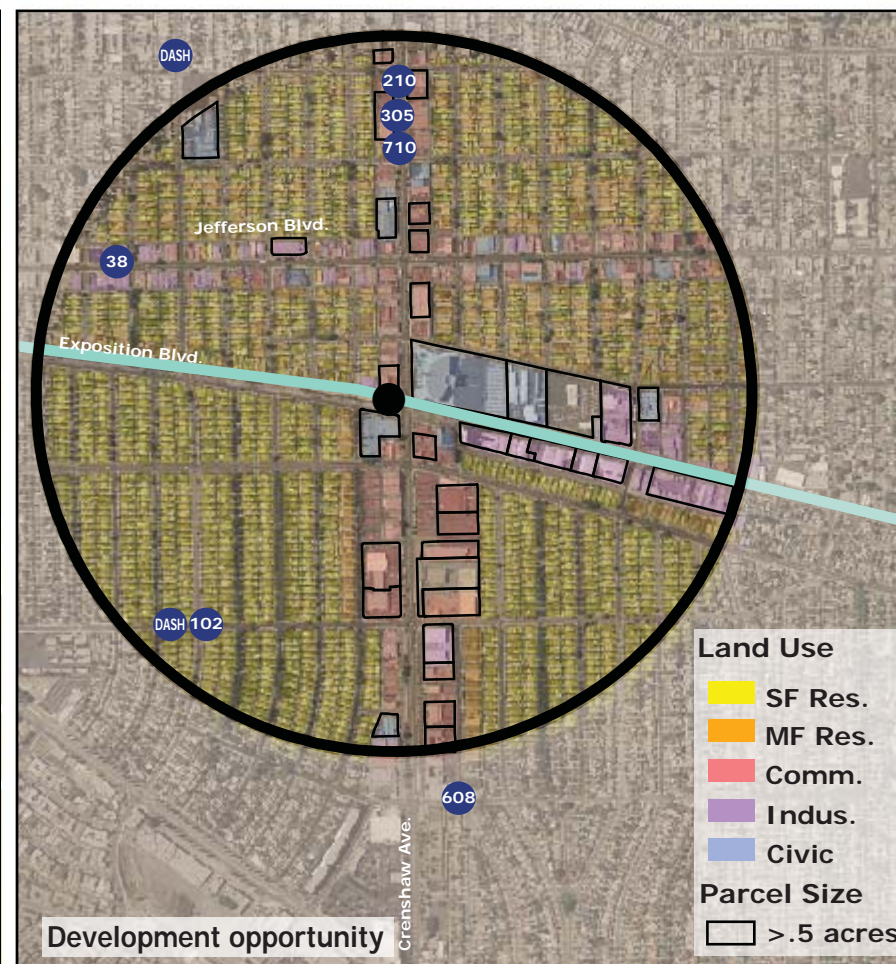 DASH
210
305
710
Jefferson Blvd.
38
Exposition Blvd.
DASH 102
608
Crenshaw Ave.
Development opportunity
Land Use
SF Res.
MF Res.
Comm.
Indus.
Civic
Parcel Size
>.5 acres